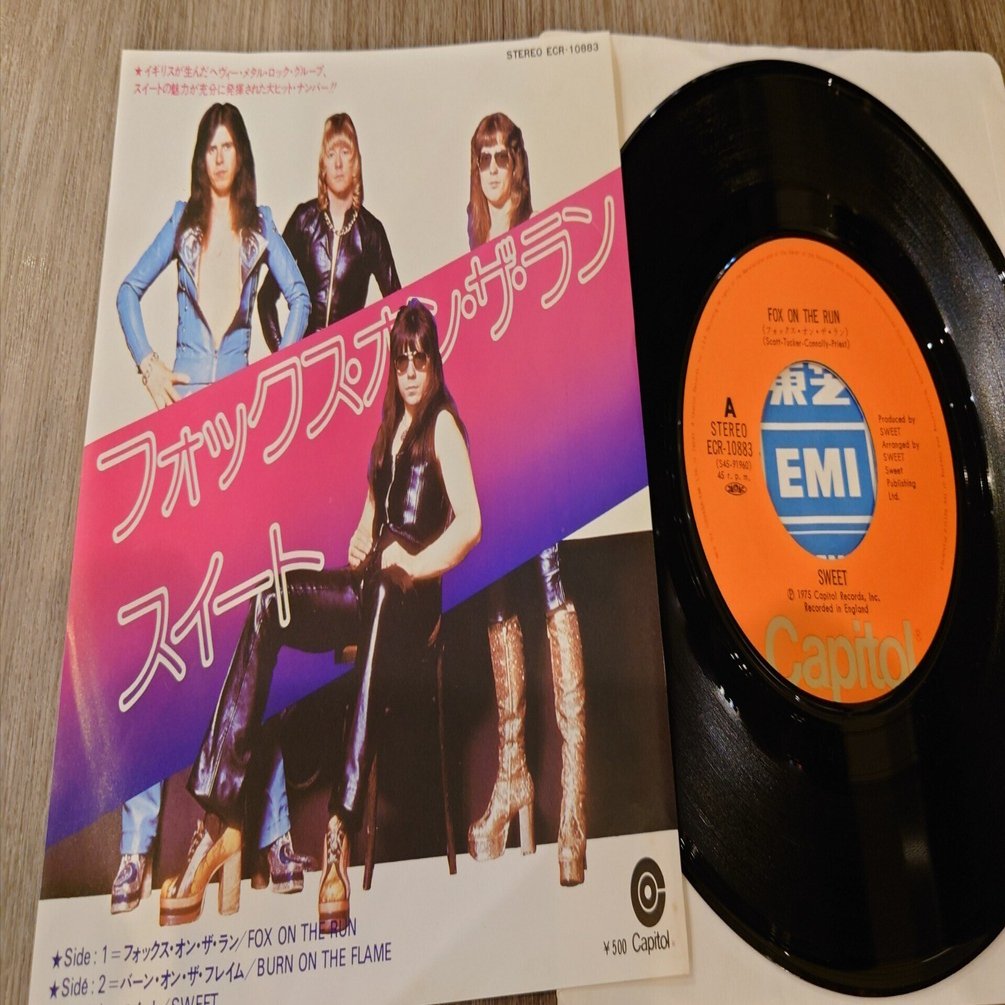 STEREO ECR-10883
★イギリスが生んだヘヴィー・メタル・ロック・グループ、
スイートの魅力が充分に発揮された大ヒット・ナンバー!!
フォックス・オン・ザ・ラン
スイート
★Side : 1=フォックス・オン・ザ・ラン/FOX ON THE RUN
★Side : 2=バーン・オン・ザ・フレイム/BURN ON THE FLAME
/SWEET
¥500 Capitol
FOX ON THE RUN
(フォックス・ナン・ザ・ラン)
(Scott-Tucker-Connolly-Priest)
東芝
EMI
A
STEREO
ECR-10883
(S45-91960)
45 r. p. m.
Produced by
SWEET
Arranged by
SWEET
Sweet
Publishing
Ltd.
SWEET
Ⓟ 1975 Capitol Records, Inc.
Recorded in England
Capitol®